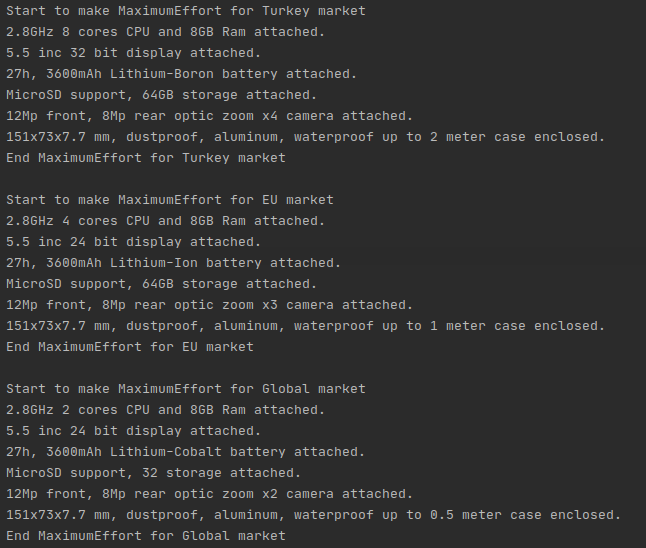 Start to make MaximumEffort for Turkey market
2.8GHz 8 cores CPU and 8GB Ram attached.
5.5 inc 32 bit display attached.
27h, 3600mAh Lithium-Boron battery attached.
MicroSD support, 64GB storage attached.
12Mp front, 8Mp rear optic zoom x4 camera attached.
151x73x7.7 mm, dustproof, aluminum, waterproof up to 2 meter case enclosed.
End MaximumEffort for Turkey market

Start to make MaximumEffort for EU market
2.8GHz 4 cores CPU and 8GB Ram attached.
5.5 inc 24 bit display attached.
27h, 3600mAh Lithium-Ion battery attached.
MicroSD support, 64GB storage attached.
12Mp front, 8Mp rear optic zoom x3 camera attached.
151x73x7.7 mm, dustproof, aluminum, waterproof up to 1 meter case enclosed.
End MaximumEffort for EU market

Start to make MaximumEffort for Global market
2.8GHz 2 cores CPU and 8GB Ram attached.
5.5 inc 24 bit display attached.
27h, 3600mAh Lithium-Cobalt battery attached.
MicroSD support, 32 storage attached.
12Mp front, 8Mp rear optic zoom x2 camera attached.
151x73x7.7 mm, dustproof, aluminum, waterproof up to 0.5 meter case enclosed.
End MaximumEffort for Global market